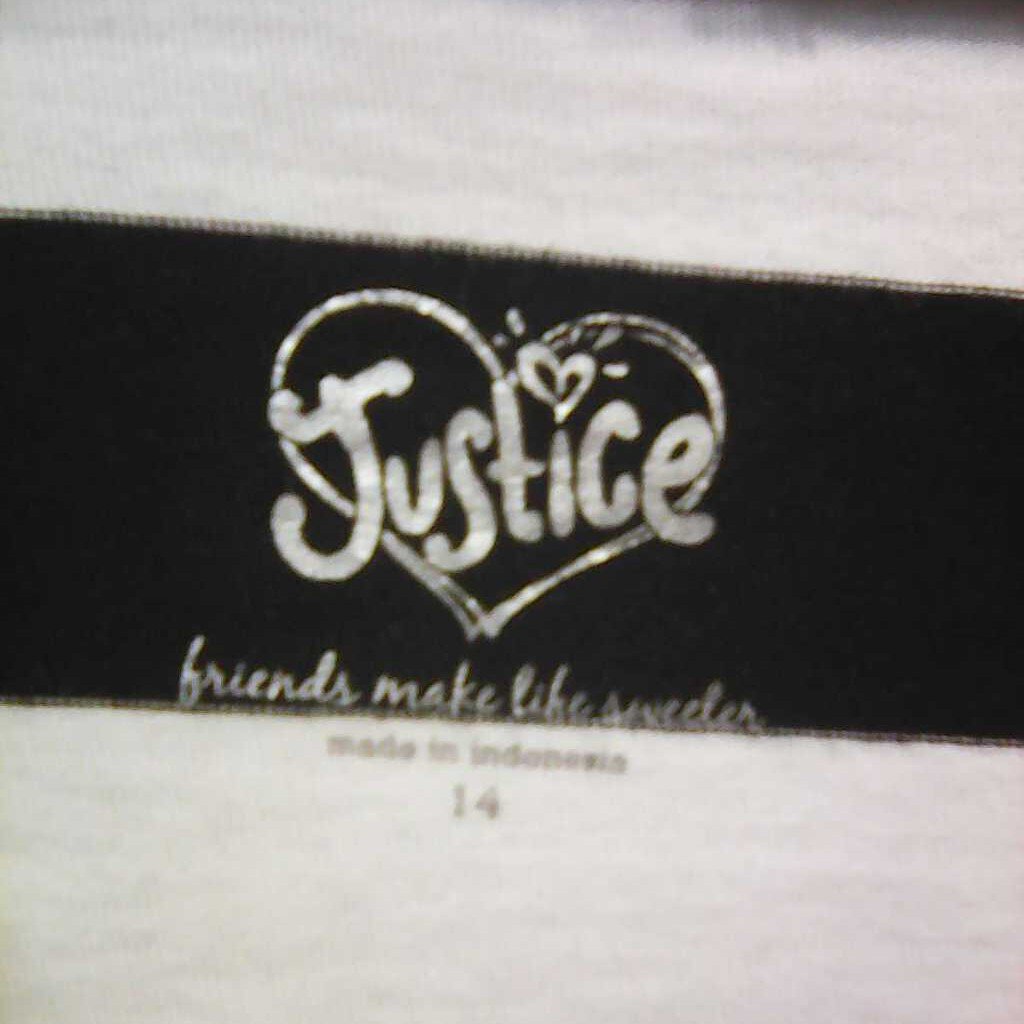 Justice
friends make life sweeter
made in indonesia
14